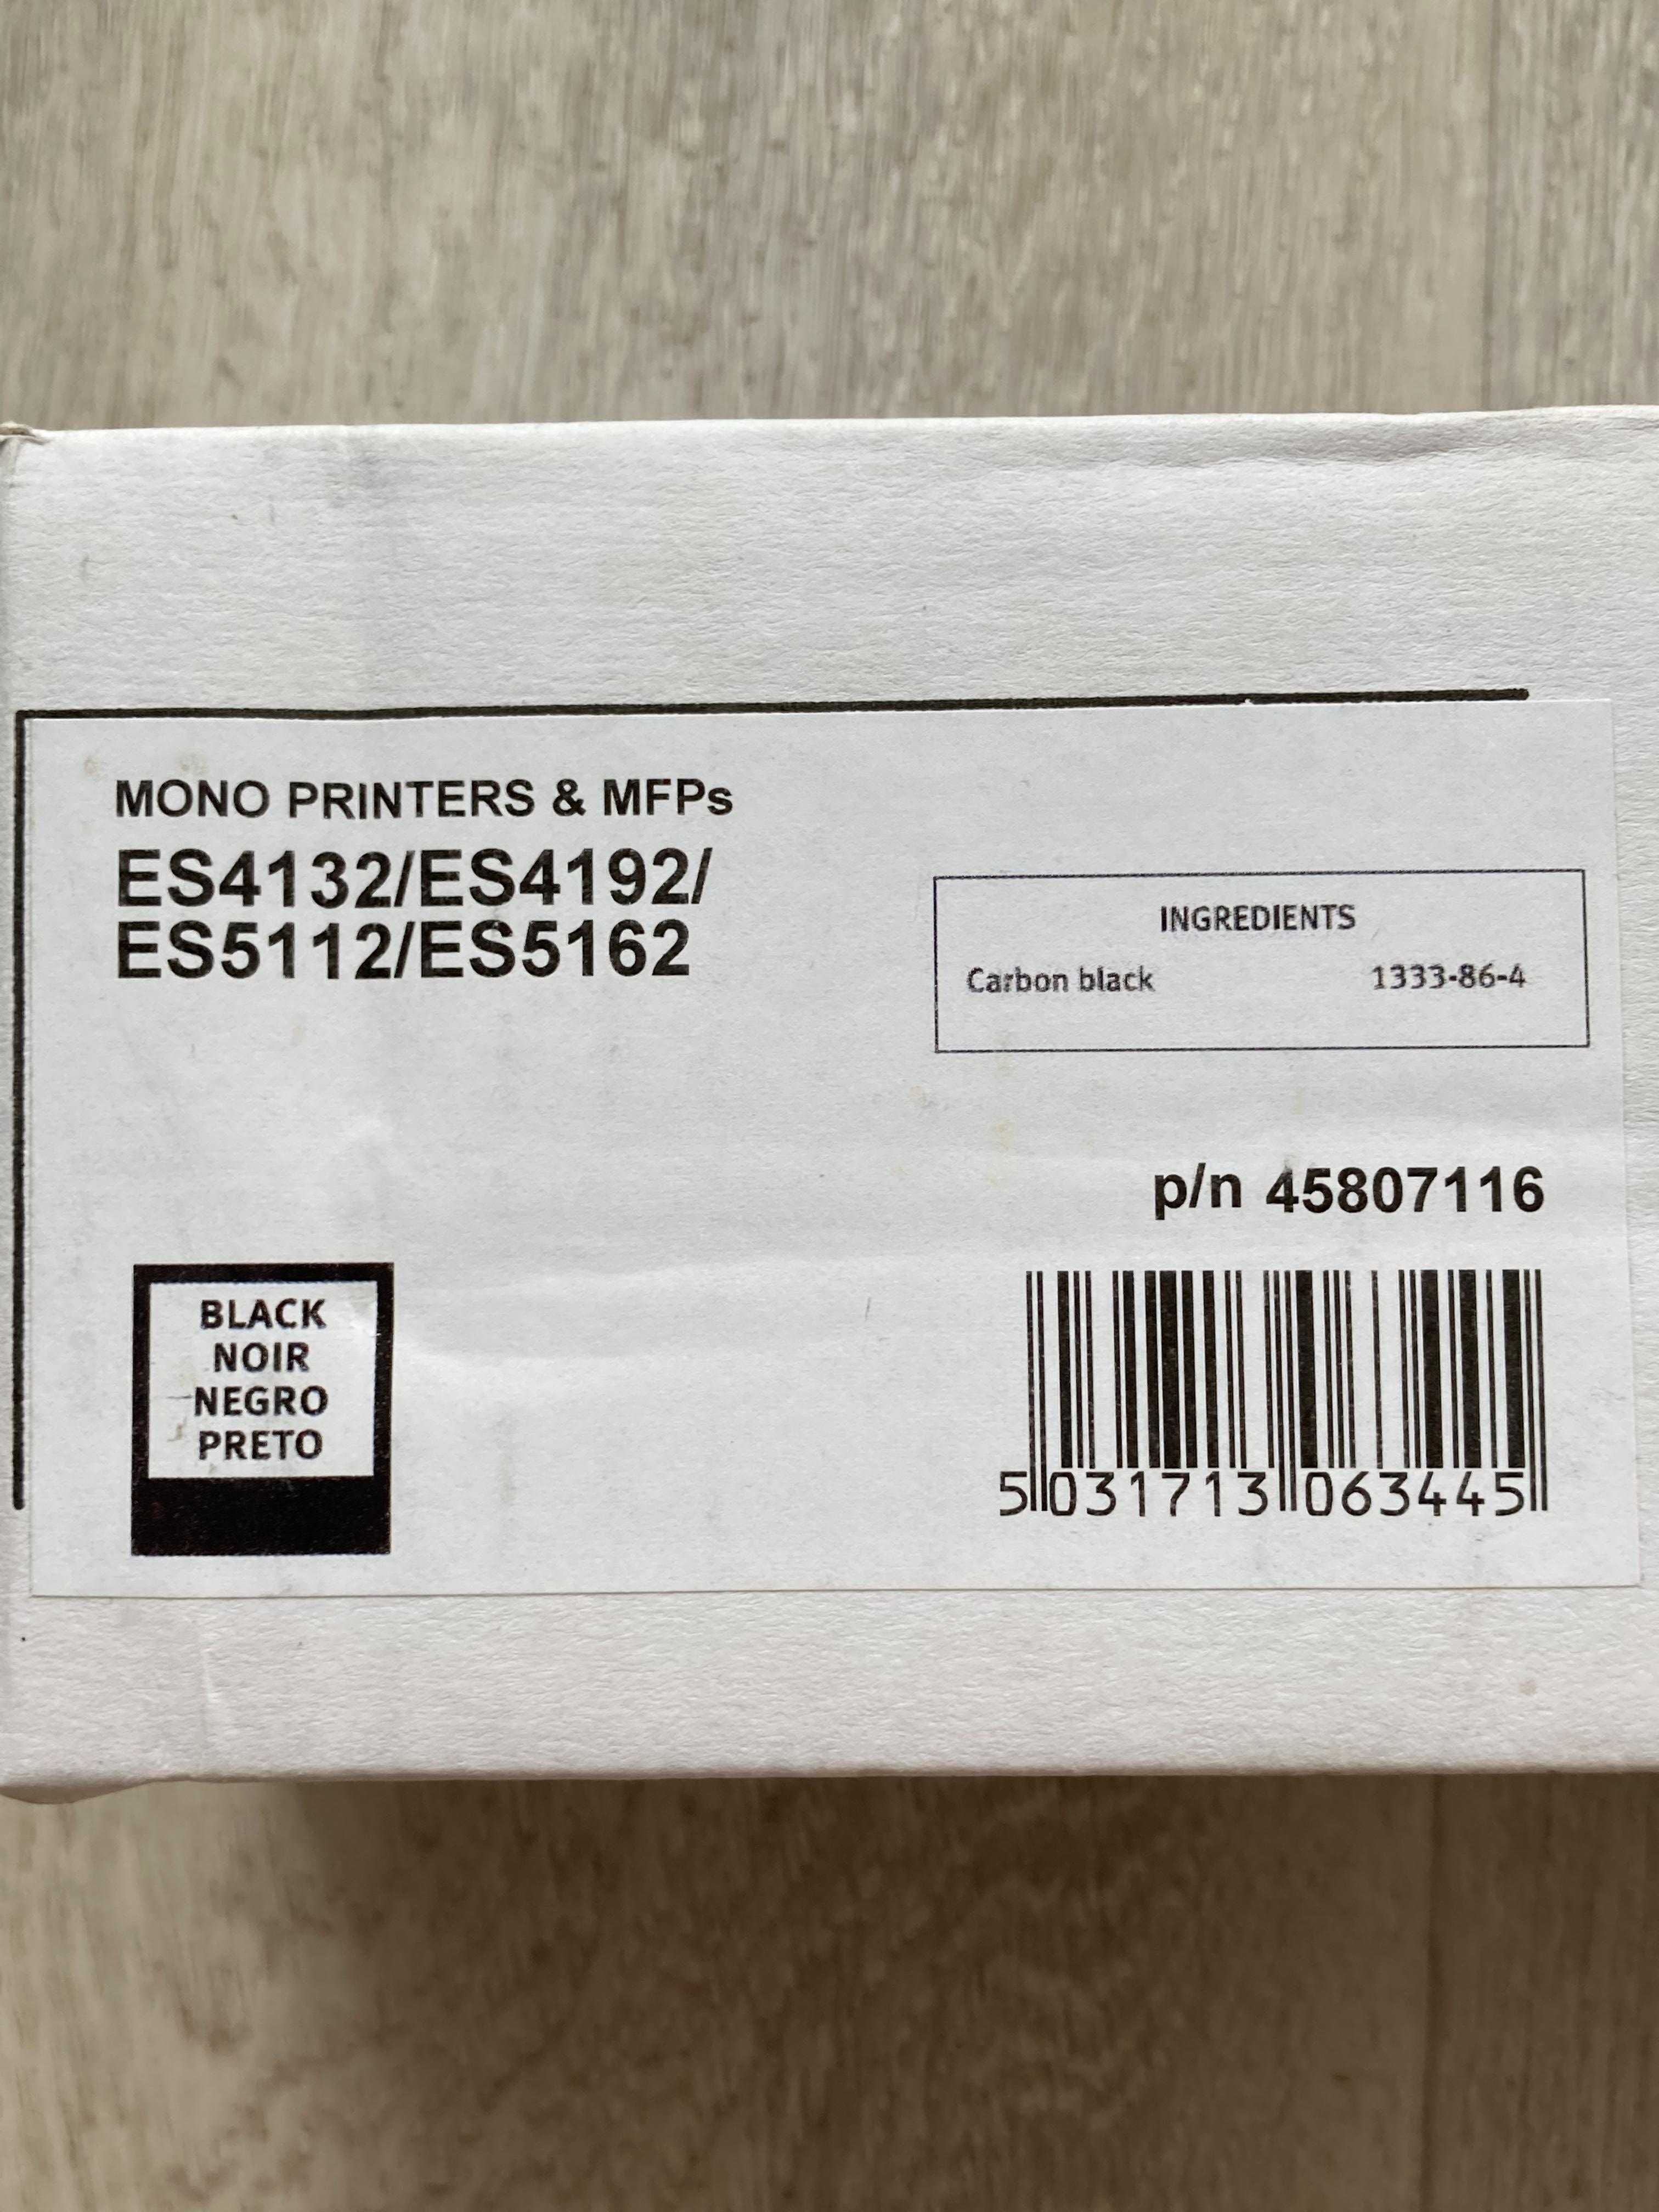 MONO PRINTERS & MFPs
ES4132/ES4192/
ES5112/ES5162
INGREDIENTS
Carbon black 1333-86-4
p/n 45807116
BLACK
NOIR
NEGRO
PRETO
5 031713 063445